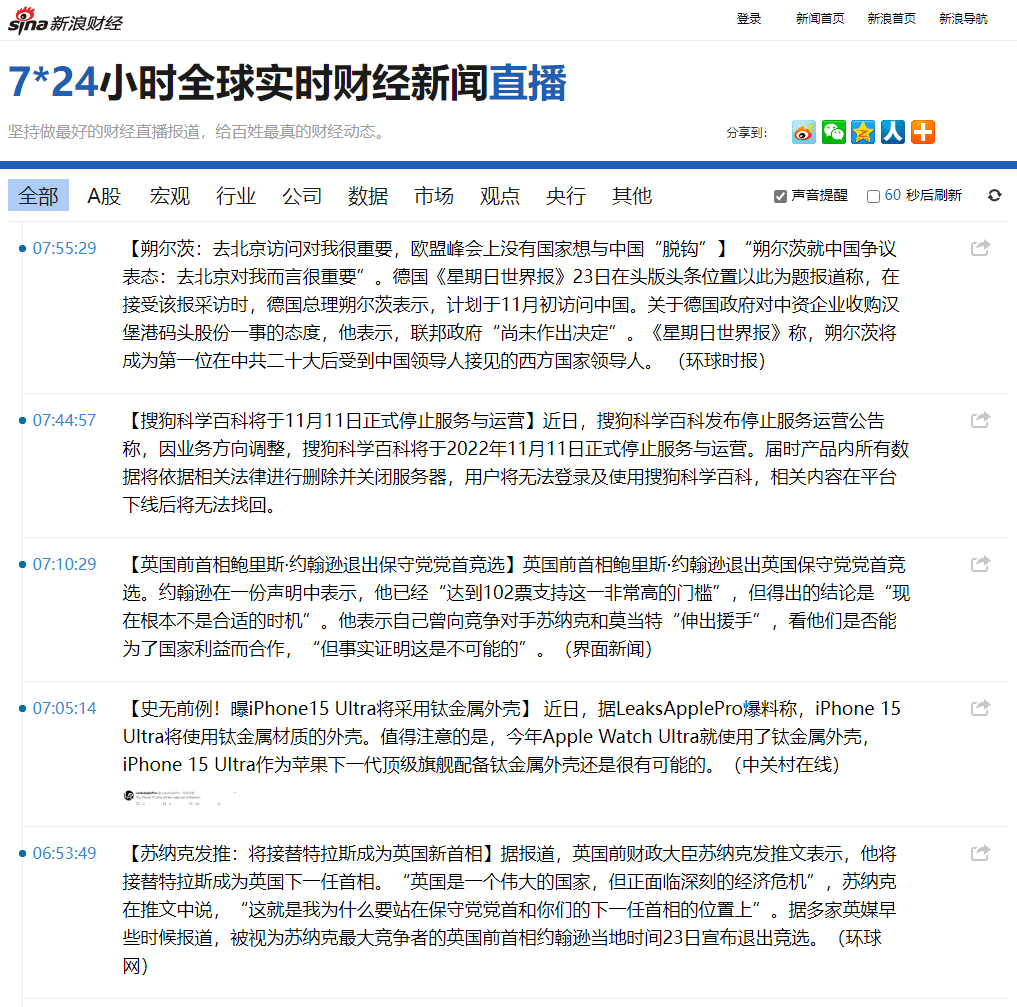 sina新浪财经
登录 新闻首页 新浪首页 新浪导航
7*24小时全球实时财经新闻直播
坚持做最好的财经直播报道，给百姓最真的财经动态。
分享到：
全部 A股 宏观 行业 公司 数据 市场 观点 央行 其他 声音提醒 60 秒后刷新
07:55:29 【朔尔茨：去北京访问对我很重要，欧盟峰会上没有国家想与中国“脱钩”】“朔尔茨就中国争议
表态：去北京对我而言很重要”。德国《星期日世界报》23日在头版头条位置以此为题报道称，在
接受该报采访时，德国总理朔尔茨表示，计划于11月初访问中国。关于德国政府对中资企业收购汉
堡港码头股份一事的态度，他表示，联邦政府“尚未作出决定”。《星期日世界报》称，朔尔茨将
成为第一位在中共二十大后受到中国领导人接见的西方国家领导人。（环球时报）
07:44:57 【搜狗科学百科将于11月11日正式停止服务与运营】近日，搜狗科学百科发布停止服务运营公告
称，因业务方向调整，搜狗科学百科将于2022年11月11日正式停止服务与运营。届时产品内所有数
据将依据相关法律进行删除并关闭服务器，用户将无法登录及使用搜狗科学百科，相关内容在平台
下线后将无法找回。
07:10:29 【英国前首相鲍里斯·约翰逊退出保守党党首竞选】英国前首相鲍里斯·约翰逊退出英国保守党党首竞
选。约翰逊在一份声明中表示，他已经“达到102票支持这一非常高的门槛”，但得出的结论是“现
在根本不是合适的时机”。他表示自己曾向竞争对手苏纳克和莫当特“伸出援手”，看他们是否能
为了国家利益而合作，“但事实证明这是不可能的”。（界面新闻）
07:05:14 【史无前例！曝iPhone15 Ultra将采用钛金属外壳】 近日，据LeaksApplePro爆料称，iPhone 15
Ultra将使用钛金属材质的外壳。值得注意的是，今年Apple Watch Ultra就使用了钛金属外壳，
iPhone 15 Ultra作为苹果下一代顶级旗舰配备钛金属外壳还是很有可能的。（中关村在线）
06:53:49 【苏纳克发推：将接替特拉斯成为英国新首相】据报道，英国前财政大臣苏纳克发推文表示，他将
接替特拉斯成为英国下一任首相。“英国是一个伟大的国家，但正面临深刻的经济危机”，苏纳克
在推文中说，“这就是我为什么要站在保守党党首和你们的下一任首相的位置上”。据多家英媒早
些时候报道，被视为苏纳克最大竞争者的英国前首相约翰逊当地时间23日宣布退出竞选。（环球
网）